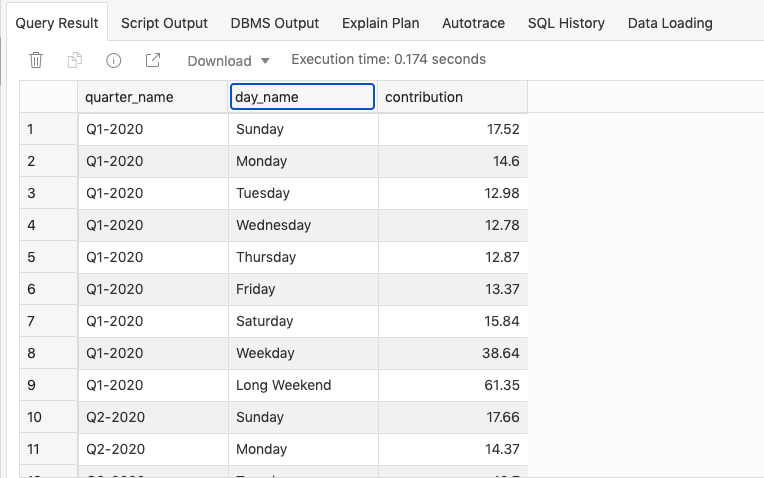 Query Result Script Output DBMS Output Explain Plan Autotrace SQL History Data Loading
Download Execution time: 0.174 seconds
quarter_name day_name contribution
1 Q1-2020 Sunday 17.52
2 Q1-2020 Monday 14.6
3 Q1-2020 Tuesday 12.98
4 Q1-2020 Wednesday 12.78
5 Q1-2020 Thursday 12.87
6 Q1-2020 Friday 13.37
7 Q1-2020 Saturday 15.84
8 Q1-2020 Weekday 38.64
9 Q1-2020 Long Weekend 61.35
10 Q2-2020 Sunday 17.66
11 Q2-2020 Monday 14.37